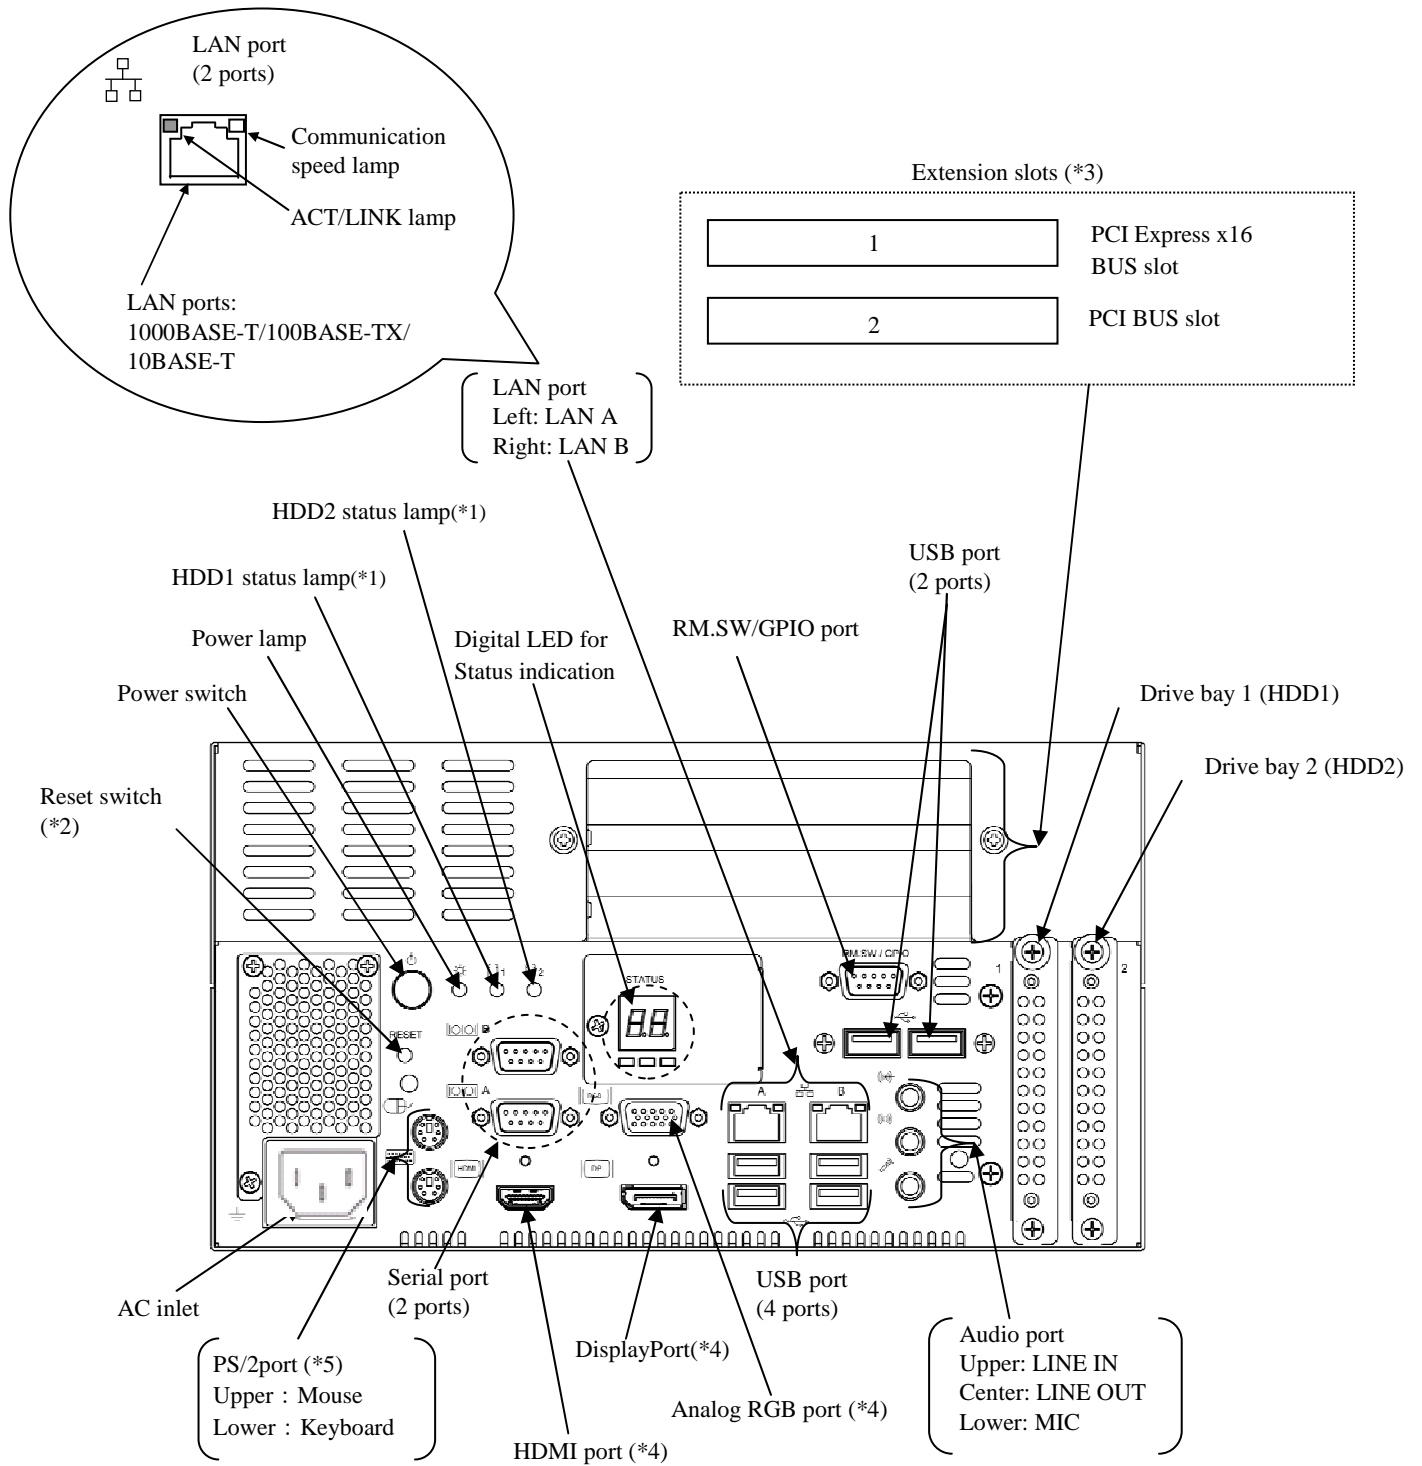 LAN port
(2 ports)
Communication
speed lamp
ACT/LINK lamp
LAN ports:
1000BASE-T/100BASE-TX/
10BASE-T
Extension slots (*3)
1
PCI Express x16
BUS slot
2
PCI BUS slot
LAN port
Left: LAN A
Right: LAN B
HDD2 status lamp(*1)
HDD1 status lamp(*1)
Power lamp
Power switch
Reset switch
(*2)
Digital LED for
Status indication
RM.SW/GPIO port
USB port
(2 ports)
Drive bay 1 (HDD1)
Drive bay 2 (HDD2)
RM.SW / GPIO
1
2
1
2
STATUS
88
RESET
B
A
A
B
HDMI
DP
AC inlet
Serial port
(2 ports)
USB port
(4 ports)
PS/2port (*5)
Upper : Mouse
Lower : Keyboard
DisplayPort(*4)
Analog RGB port (*4)
HDMI port (*4)
Audio port
Upper: LINE IN
Center: LINE OUT
Lower: MIC